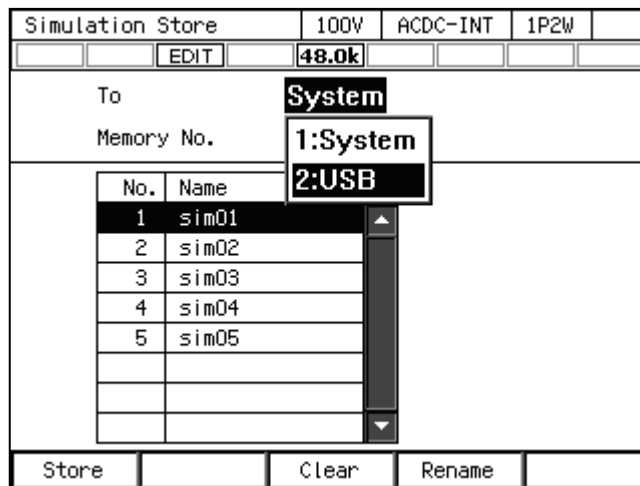 Simulation Store 100V ACDC-INT 1P2W
EDIT 48.0k
To System
Memory No. 1:System
2:USB
No. Name
1 sim01
2 sim02
3 sim03
4 sim04
5 sim05
Store Clear Rename